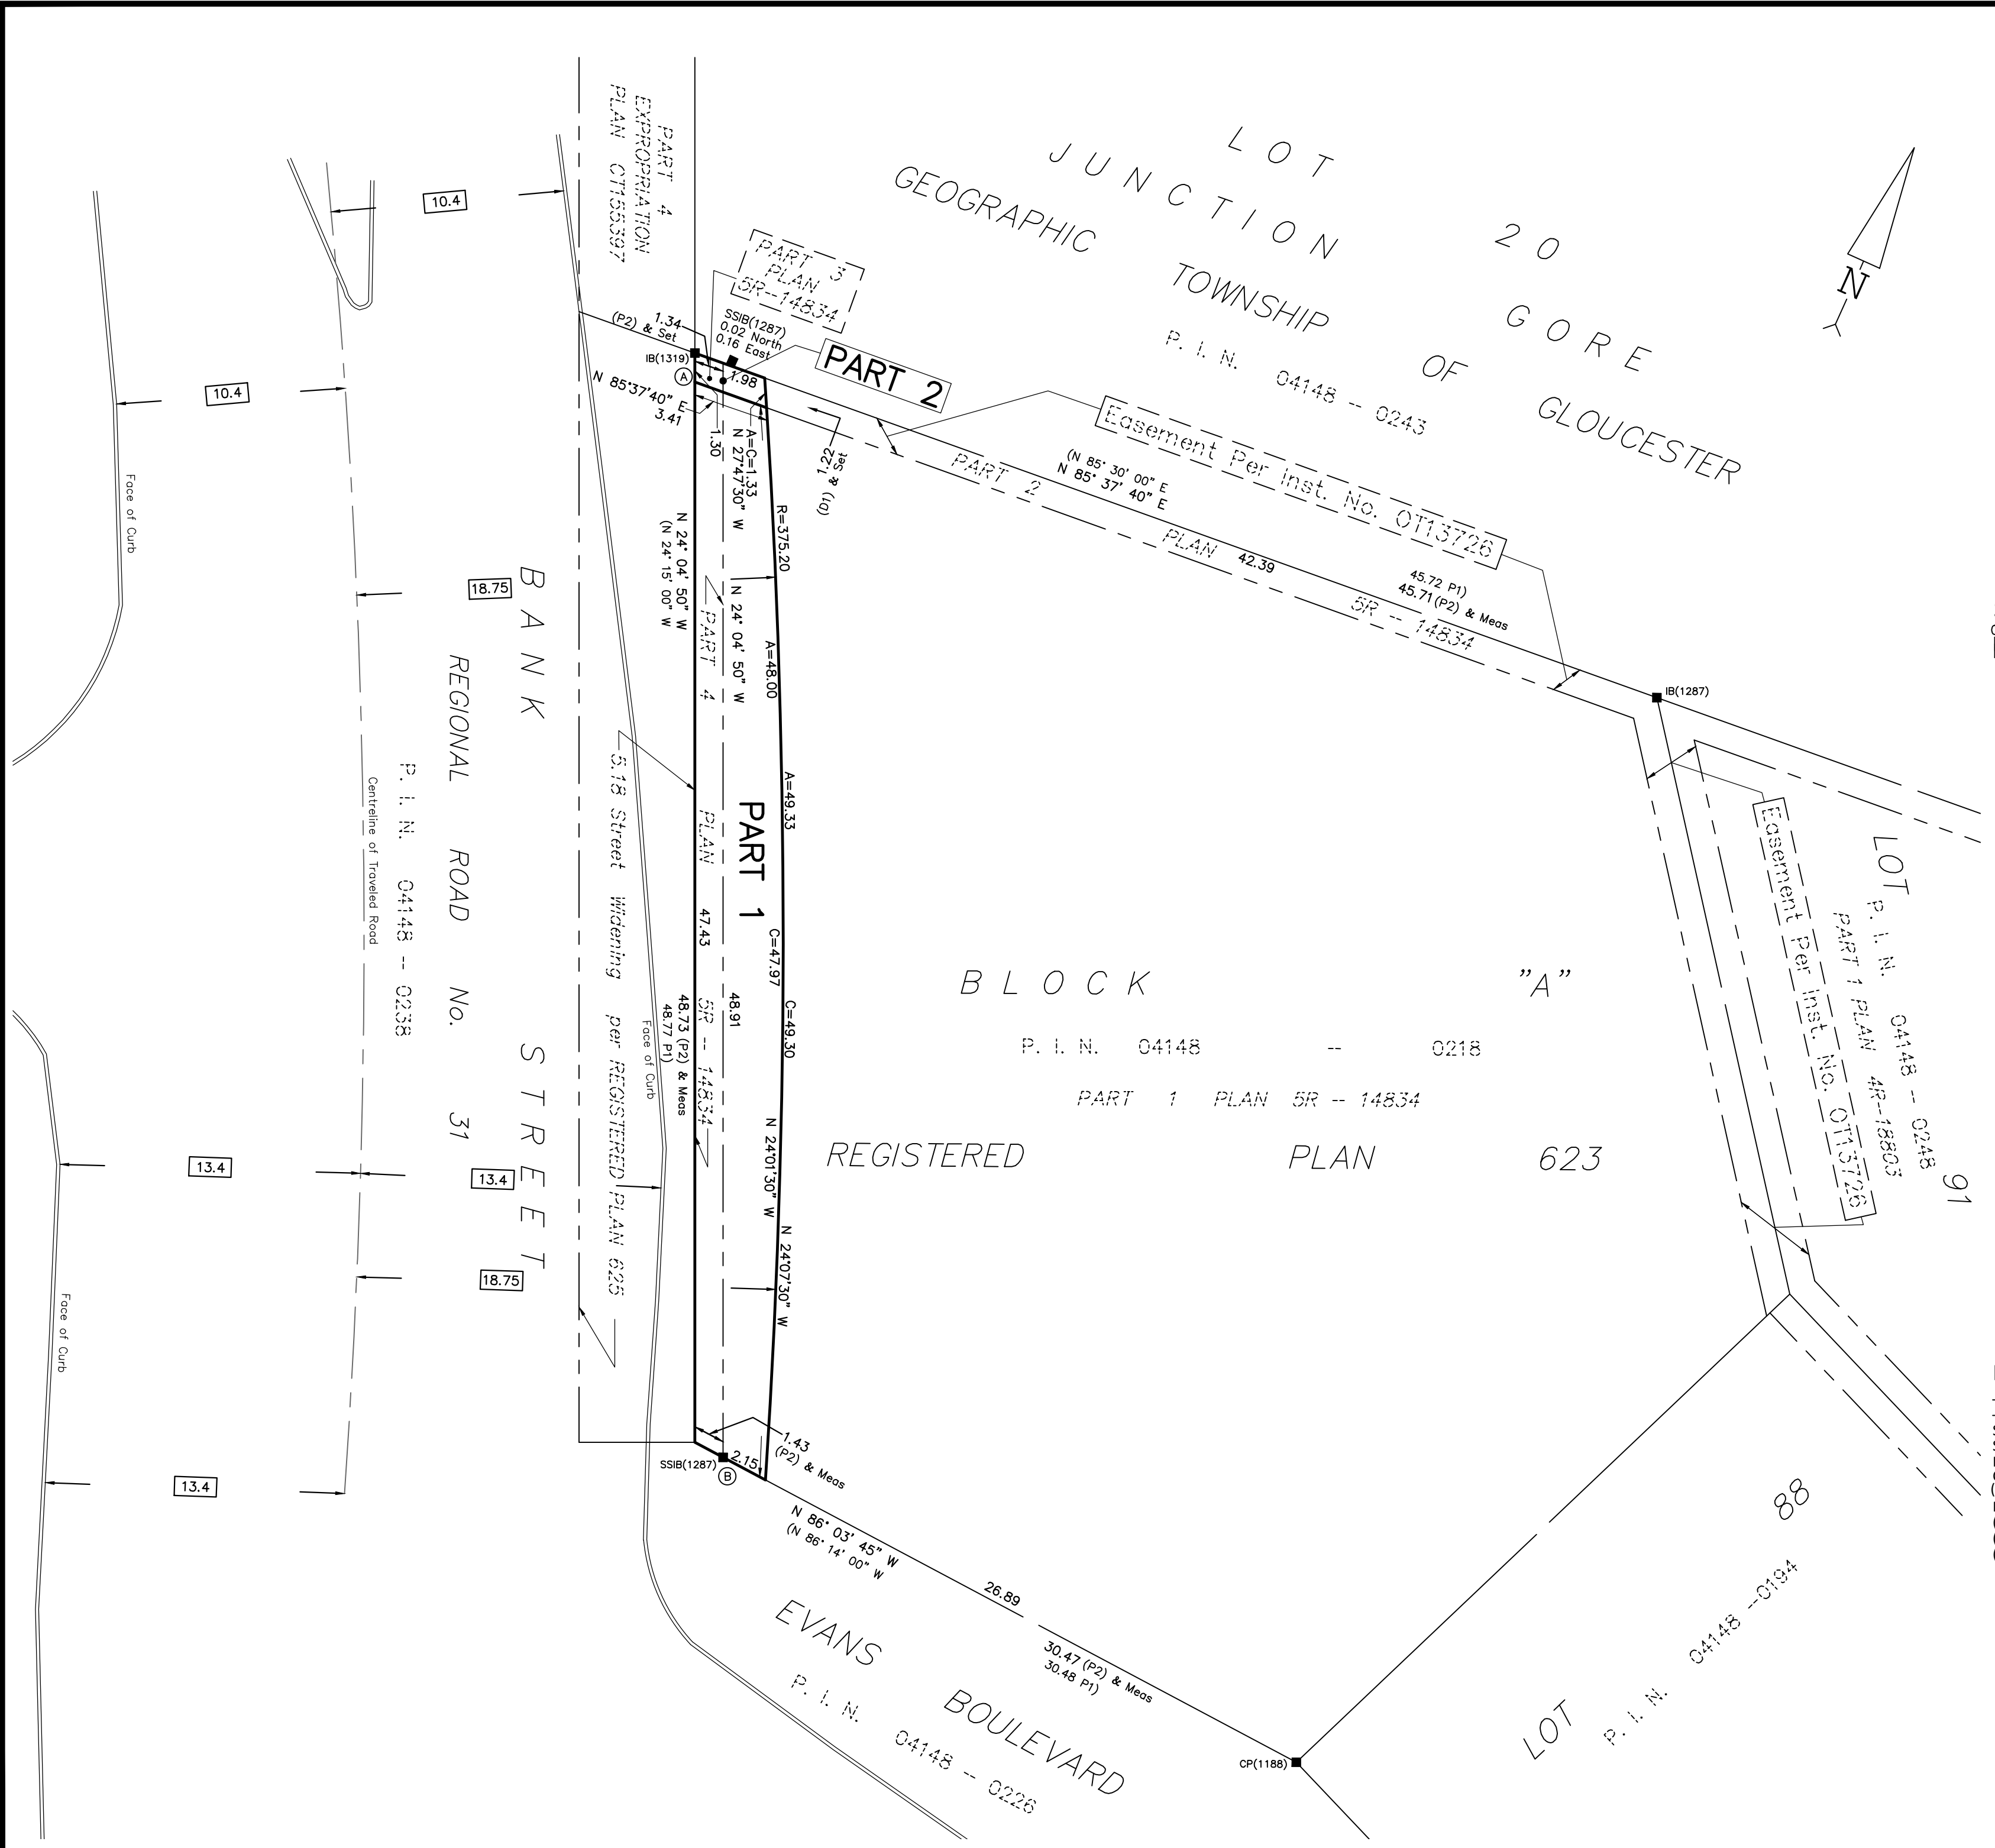 PART 4
EXPROPRIATION
PLAN CT155397
10.4
10.4
18.75
13.4
13.4
18.75
13.4
Face of Curb
Face of Curb
Face of Curb
Centreline of Traveled Road
P. I. N. 04148 -- 0238
BANK STREET
REGIONAL ROAD No. 31
5.18 Street Widening per REGISTERED PLAN 625
LOT 20
JUNCTION GORE
GEOGRAPHIC TOWNSHIP OF GLOUCESTER
P. I. N. 04148 -- 0243
N
PART 3
PLAN
5R--14834
SSIB(1287)
0.02 North
0.16 East
1.34
(P2) & Set
IB(1319)
A
1.98
PART 2
N 85°37'40" E
3.41
1.30
A=C=1.33
N 27°47'30" W
1.22
(D1) & Set
Easement Per Inst. No. OT13726
(N 85° 30' 00" E
N 85° 37' 40" E
PART 2 PLAN 5R -- 14834
42.39
45.72 P1)
45.71(P2) & Meas
IB(1287)
N 24° 04' 50" W
(N 24° 15' 00" W
N 24° 04' 50" W
PART 4 PLAN 5R -- 14834
R=375.20
A=48.00
A=49.33
PART 1
47.43
48.91
48.73 (P2) & Meas
48.77 P1)
C=47.97
C=49.30
N 24°01'30" W
N 24°07'30" W
BLOCK "A"
P. I. N. 04148 -- 0218
PART 1 PLAN 5R -- 14834
REGISTERED PLAN 623
LOT 91
P. I. N. 04148 -- 0248
PART 1 PLAN 4R-18803
Easement Per Inst. No. OT13726
1.43
(P2) & Meas
2.15
SSIB(1287)
B
N 86° 03' 45" W
(N 86° 14' 00" W
26.89
30.47 (P2) & Meas
30.48 P1)
EVANS BOULEVARD
P. I. N. 04148 -- 0226
CP(1188)
LOT 88
P. I. N. 04148 --0194